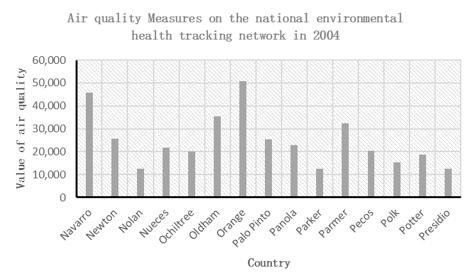 Air quality Measures on the national environmental
health tracking network in 2004
Value of air quality
60,000
50,000
40,000
30,000
20,000
10,000
0
Navarro
Newton
Nolan
Nueces
Ochiltree
Oldham
Orange
Palo Pinto
Panola
Parker
Parmer
Pecos
Polk
Potter
Presidio
Country